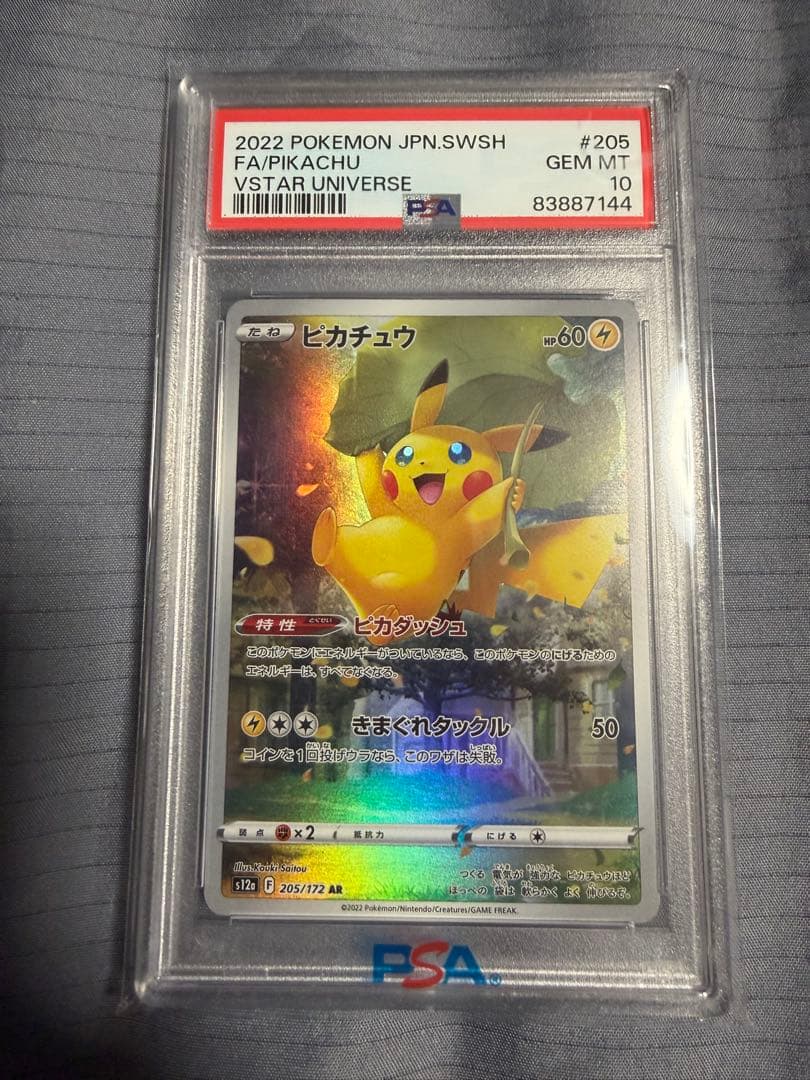 2022 POKEMON JPN.SWSH #205
FA/PIKACHU GEM MT
VSTAR UNIVERSE 10
PSA 83887144
たね ピカチュウ HP60
特性 とくせい ピカダッシュ
このポケモンにエネルギーがついているなら、このポケモンのにげるための
エネルギーは、すべてなくなる。
きまぐれタックル 50
コインを1回投げウラなら、このワザは失敗。
弱点 ×2 抵抗力 にげる
Illus.Kouki Saitou
s12a F 205/172 AR
つくる 電気が 強力な ピカチュウほど
ほっぺの 袋は 軟らかく よく 伸びるぞ。
©2022 Pokémon/Nintendo/Creatures/GAME FREAK.
PSA®